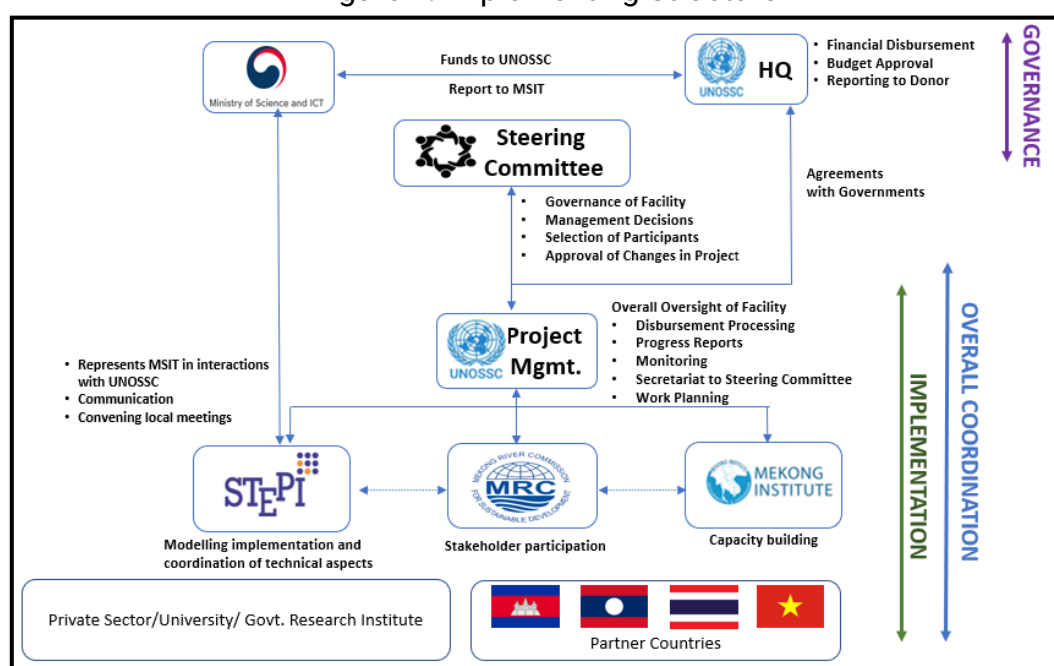 Ministry of Science and ICT
Funds to UNOSSC
Report to MSIT
UNOSSC
HQ
• Financial Disbursement
• Budget Approval
• Reporting to Donor
GOVERNANCE
Steering
Committee
• Governance of Facility
• Management Decisions
• Selection of Participants
• Approval of Changes in Project
Agreements
with Governments
UNOSSC
Project
Mgmt.
Overall Oversight of Facility
• Disbursement Processing
• Progress Reports
• Monitoring
• Secretariat to Steering Committee
• Work Planning
• Represents MSIT in interactions
with UNOSSC
• Communication
• Convening local meetings
IMPLEMENTATION
OVERALL COORDINATION
STEPI
MEKONG RIVER COMMISSION
MRC
FOR SUSTAINABLE DEVELOPMENT
MEKONG
INSTITUTE
Modelling implementation and
coordination of technical aspects
Stakeholder participation
Capacity building
Private Sector/University/ Govt. Research Institute
Partner Countries